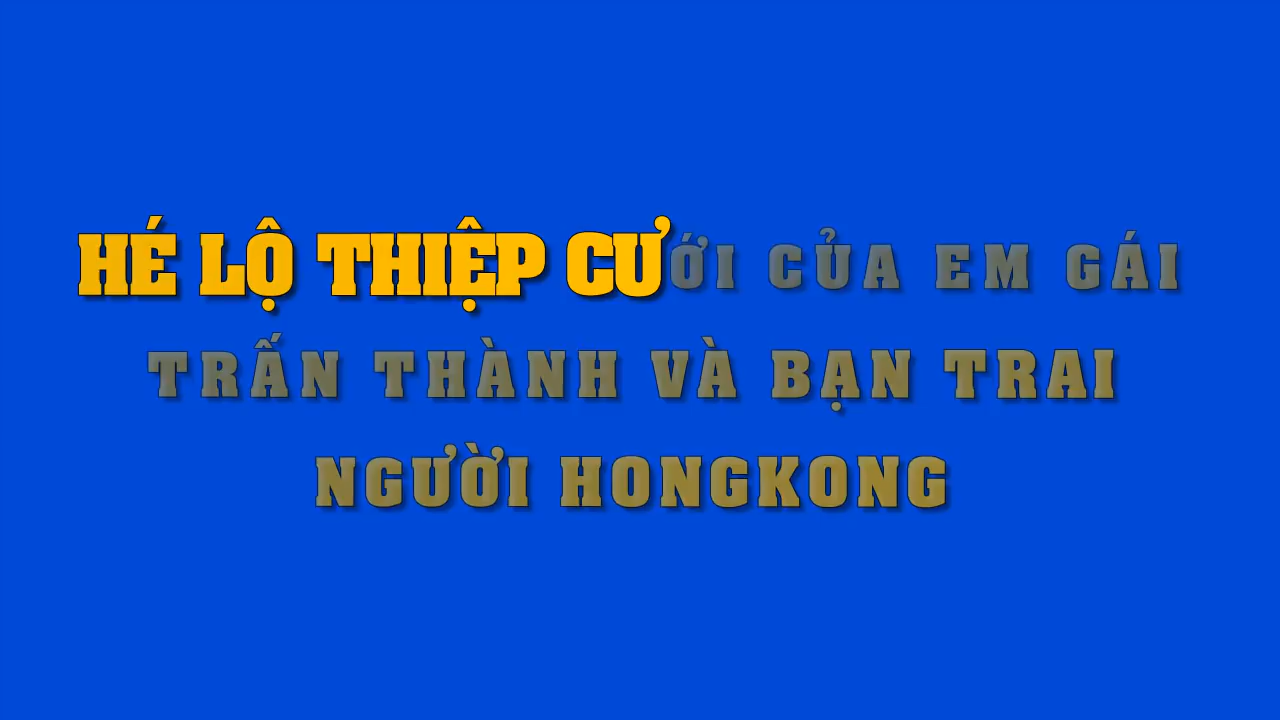 HÉ LỘ THIỆP CƯỚI CỦA EM GÁI
TRẤN THÀNH VÀ BẠN TRAI
NGƯỜI HONGKONG